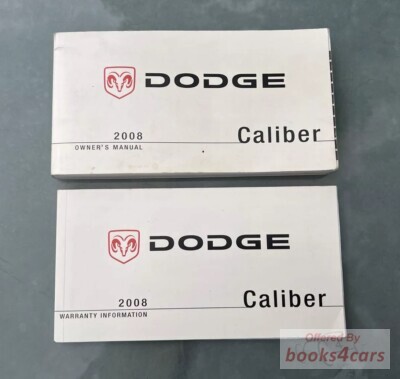 DODGE
2008
OWNER'S MANUAL
Caliber
DODGE
2008
WARRANTY INFORMATION
Caliber
Offered By
books4cars